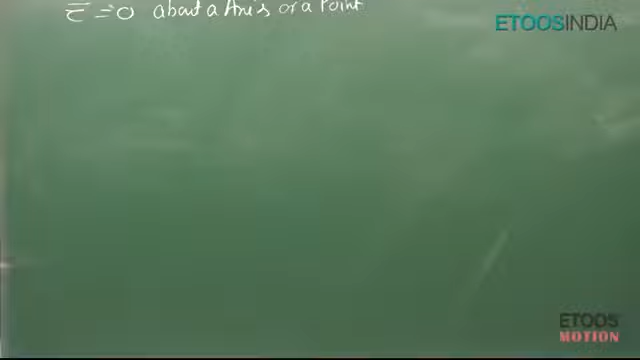 τ⃗ = 0 about a Axis or a Point
ETOOSINDIA
ETOOS
MOTION